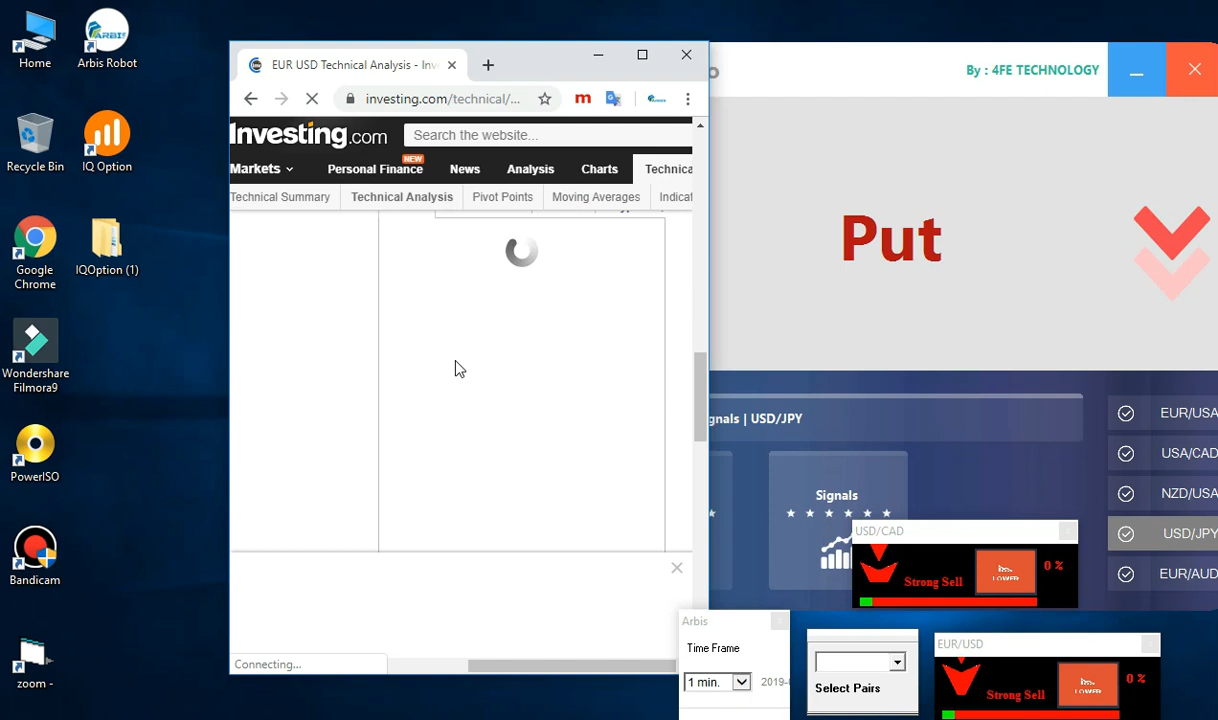 Home
Arbis Robot
Recycle Bin
IQ Option
Google Chrome
IQOption (1)
Wondershare Filmora9
PowerISO
Bandicam
zoom -
EUR USD Technical Analysis - Inv
investing.com/technical/...
Investing.com
Search the website...
Markets
Personal Finance
NEW
News
Analysis
Charts
Technica
Technical Summary
Technical Analysis
Pivot Points
Moving Averages
Indicat
Connecting...
By : 4FE TECHNOLOGY
Put
gnals | USD/JPY
Signals
EUR/USA
USA/CAD
NZD/USA
USD/JPY
EUR/AUD
USD/CAD
Strong Sell
LOWER
0 %
Arbis
Time Frame
1 min.
2019-
Select Pairs
EUR/USD
Strong Sell
LOWER
0 %